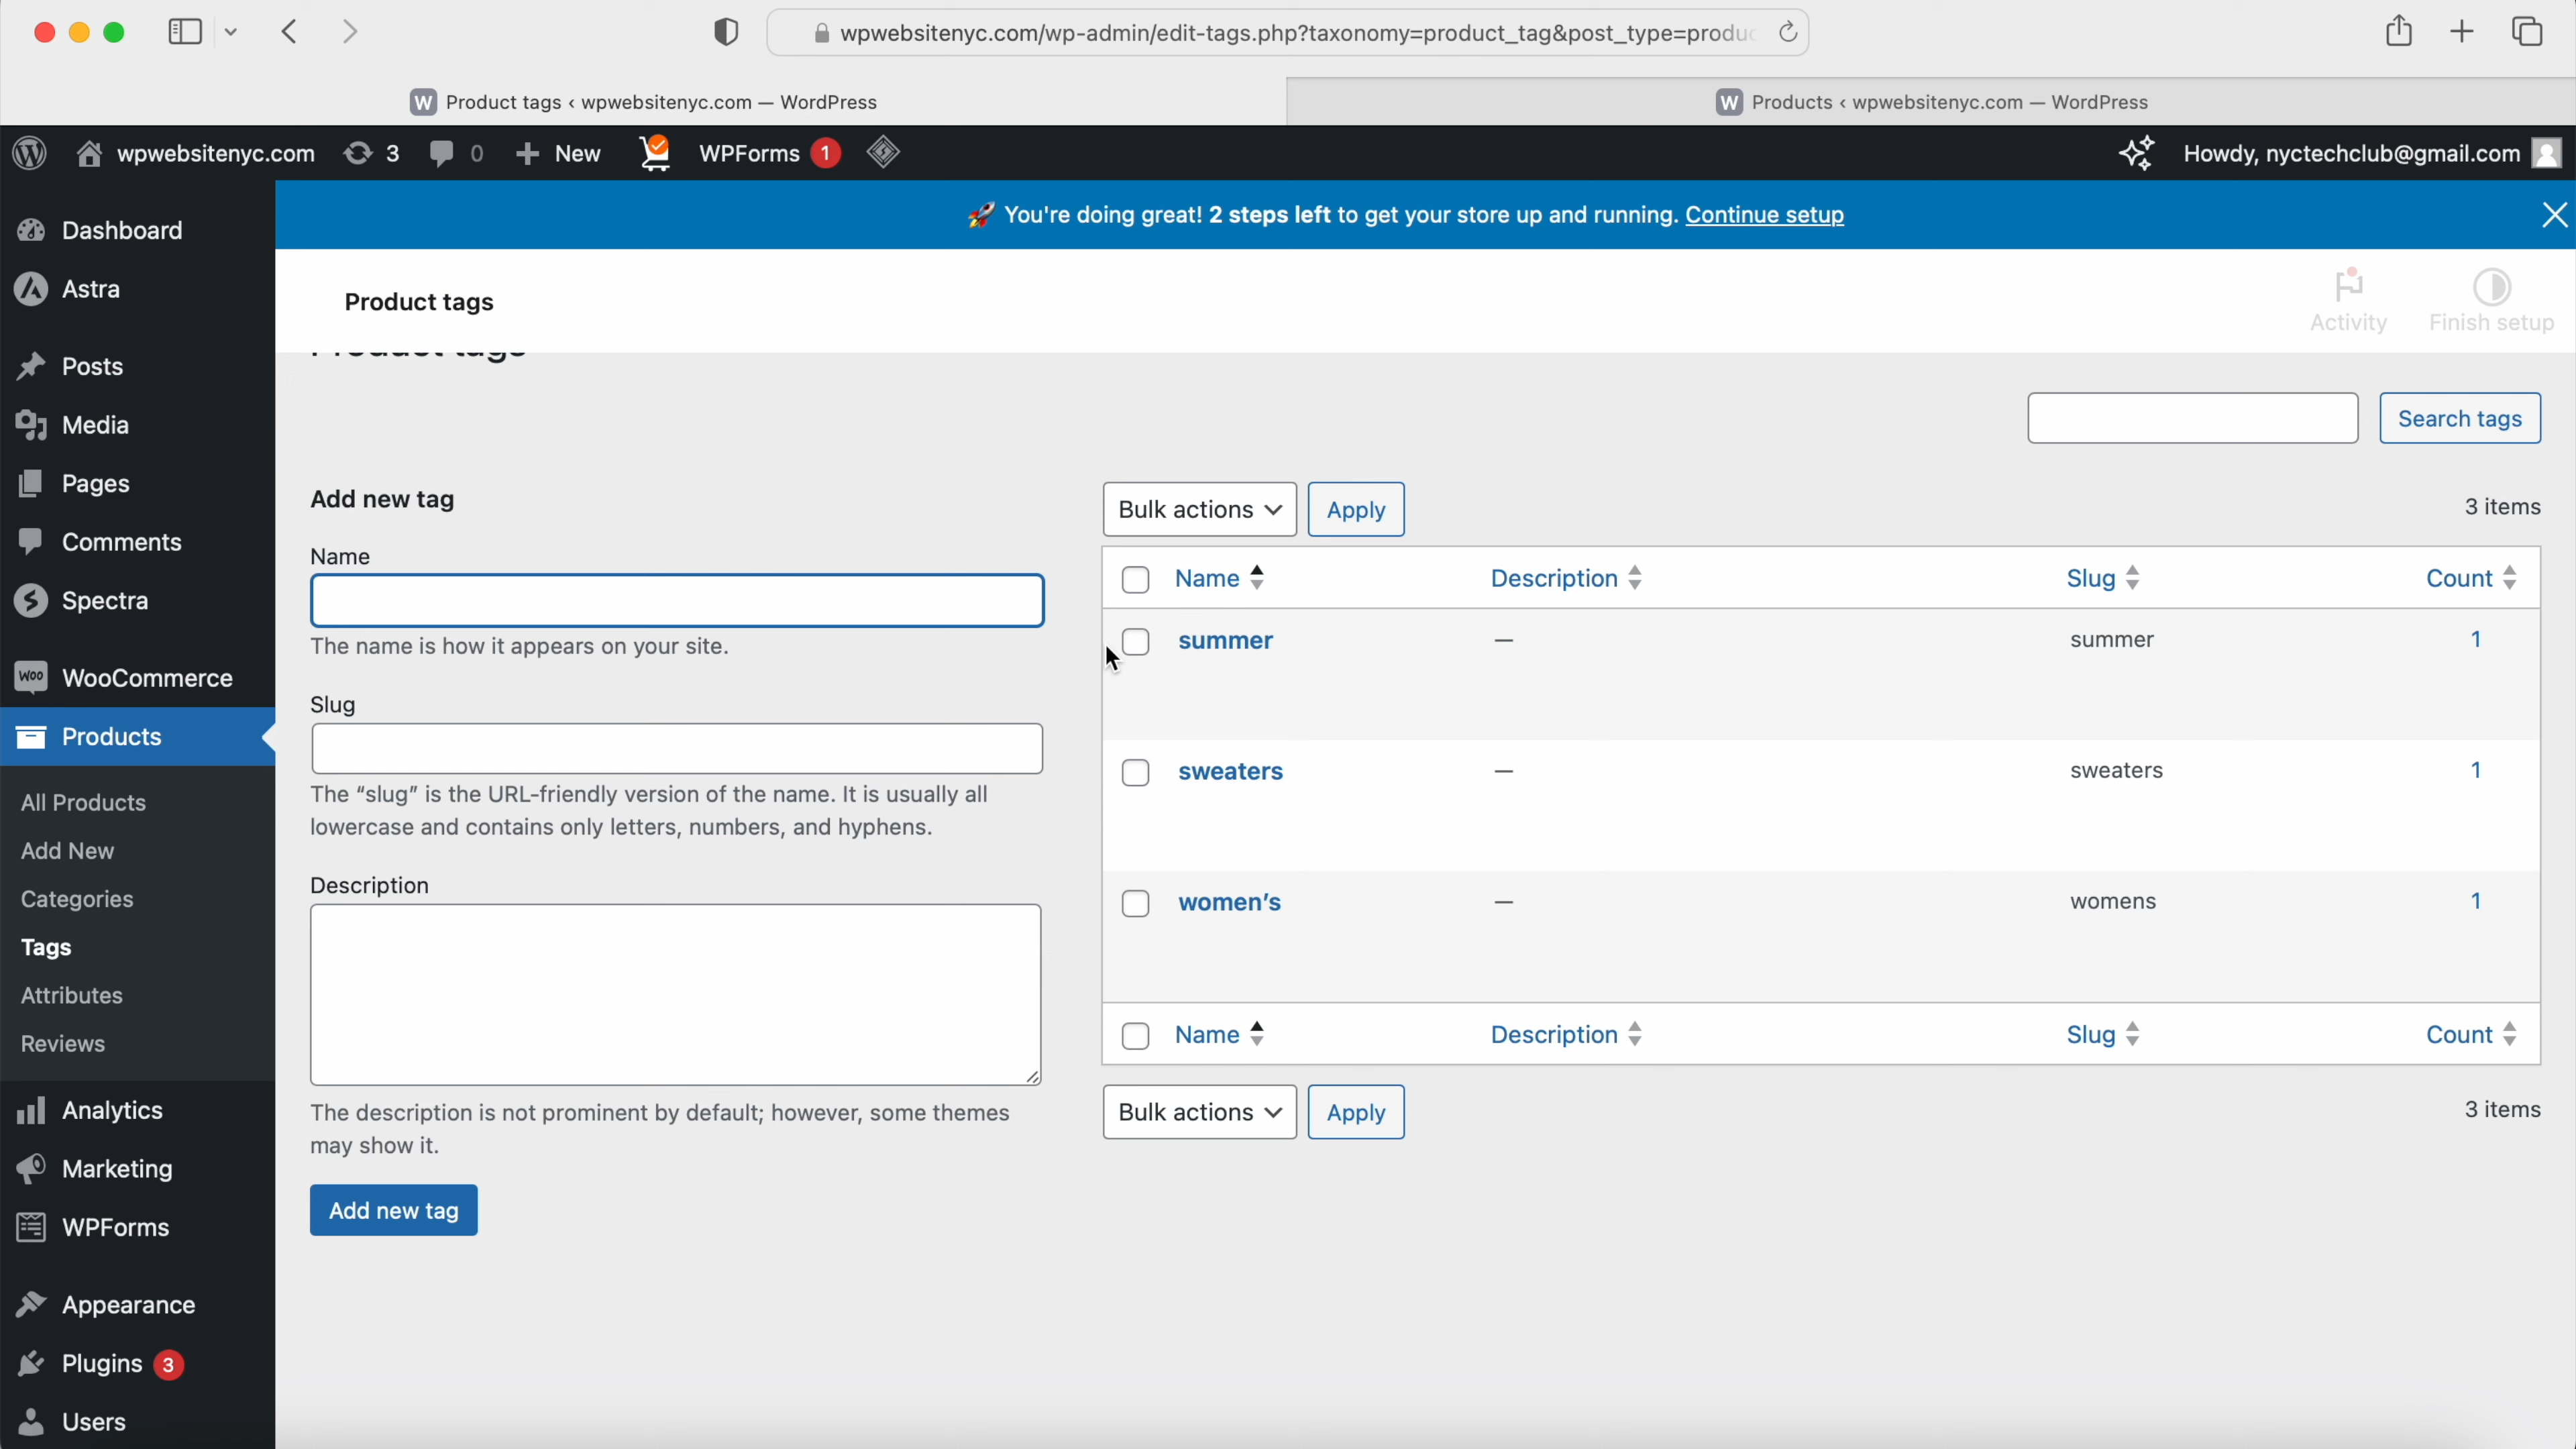 wpwebsitenyc.com/wp-admin/edit-tags.php?taxonomy=product_tag&post_type=produc
W Product tags ‹ wpwebsitenyc.com — WordPress
W Products ‹ wpwebsitenyc.com — WordPress
wpwebsitenyc.com 3 0 New WPForms 1 Howdy, nyctechclub@gmail.com
🚀 You're doing great! 2 steps left to get your store up and running. Continue setup
Dashboard
Astra
Posts
Media
Pages
Comments
Spectra
WOO WooCommerce
Products
All Products
Add New
Categories
Tags
Attributes
Reviews
Analytics
Marketing
WPForms
Appearance
Plugins 3
Users
Product tags
Activity
Finish setup
Product tags
Search tags
Add new tag
Name
The name is how it appears on your site.
Slug
The “slug” is the URL-friendly version of the name. It is usually all
lowercase and contains only letters, numbers, and hyphens.
Description
The description is not prominent by default; however, some themes
may show it.
Add new tag
Bulk actions Apply 3 items
Name Description Slug Count
summer — summer 1
sweaters — sweaters 1
women’s — womens 1
Name Description Slug Count
Bulk actions Apply 3 items